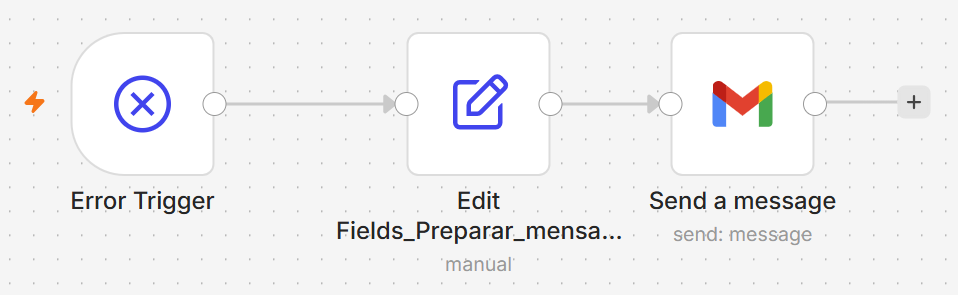 Error Trigger
Edit
Fields_Preparar_mensa...
manual
Send a message
send: message